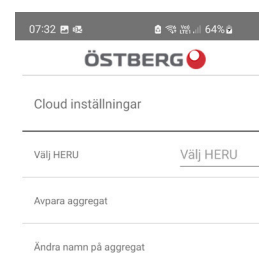 07:32 64%
ÖSTBERG
Cloud inställningar
Välj HERU Välj HERU
Avpara aggregat
Ändra namn på aggregat